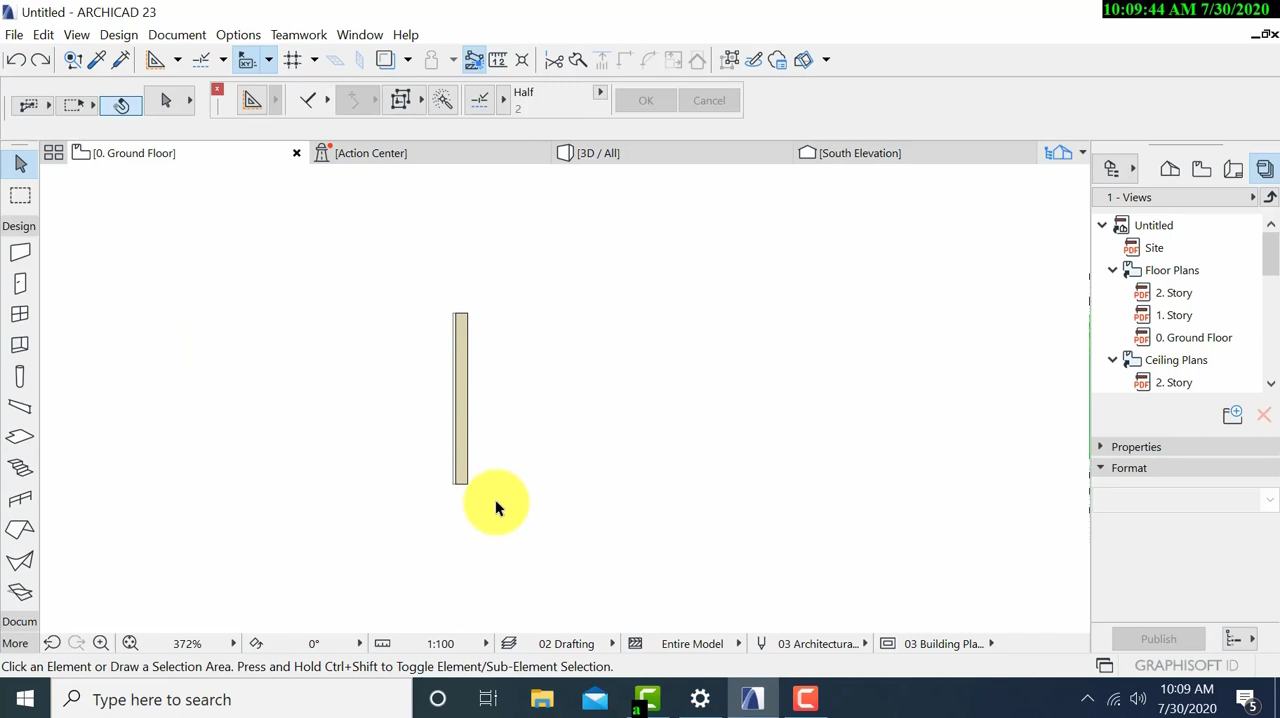 Untitled - ARCHICAD 23
10:09:44 AM 7/30/2020
File Edit View Design Document Options Teamwork Window Help
Half
2
OK
Cancel
[0. Ground Floor]
[Action Center]
[3D / All]
[South Elevation]
1 - Views
Untitled
Site
Floor Plans
2. Story
1. Story
0. Ground Floor
Ceiling Plans
2. Story
Properties
Format
Publish
Design
Docum
More
372%
0°
1:100
02 Drafting
Entire Model
03 Architectura...
03 Building Pla...
Click an Element or Draw a Selection Area. Press and Hold Ctrl+Shift to Toggle Element/Sub-Element Selection.
GRAPHISOFT ID
Type here to search
a
10:09 AM
7/30/2020
5